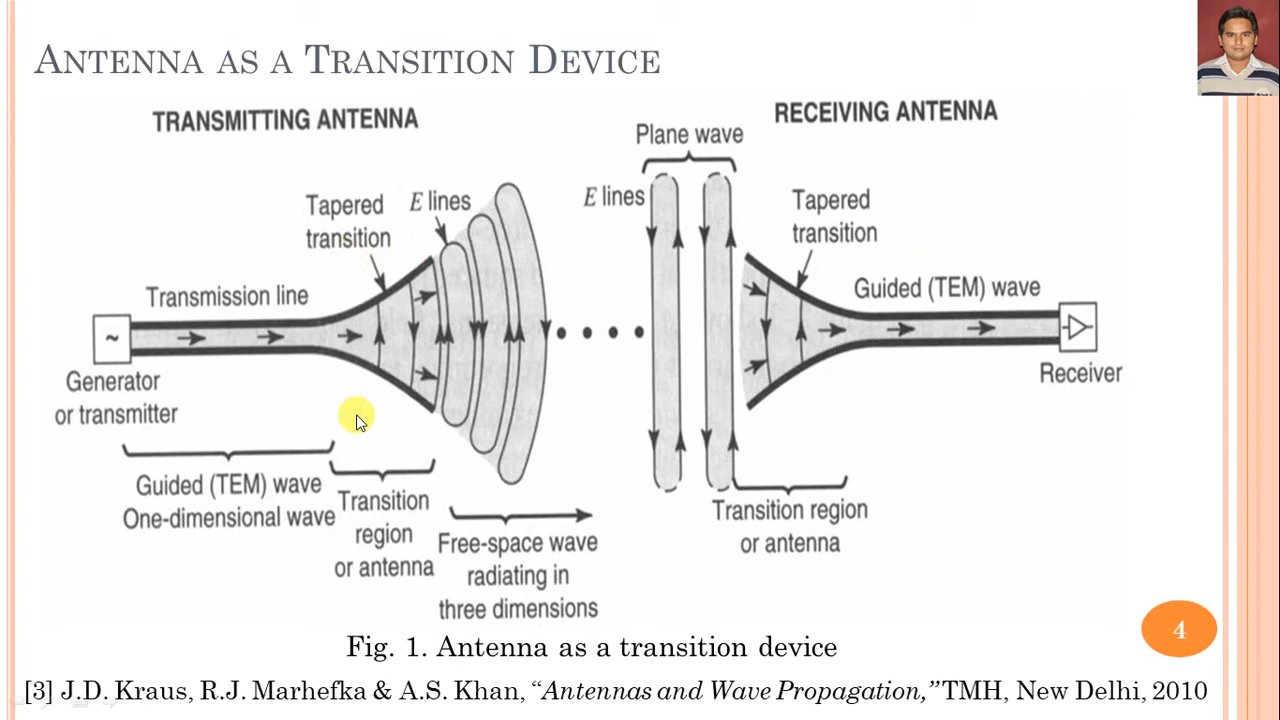 ANTENNA AS A TRANSITION DEVICE
TRANSMITTING ANTENNA
RECEIVING ANTENNA
Plane wave
Tapered
transition
E lines
E lines
Tapered
transition
Transmission line
Guided (TEM) wave
~
Generator
or transmitter
Receiver
Guided (TEM) wave
One-dimensional wave
Transition
region
or antenna
Free-space wave
radiating in
three dimensions
Transition region
or antenna
Fig. 1. Antenna as a transition device
4
[3] J.D. Kraus, R.J. Marhefka & A.S. Khan, “Antennas and Wave Propagation,” TMH, New Delhi, 2010